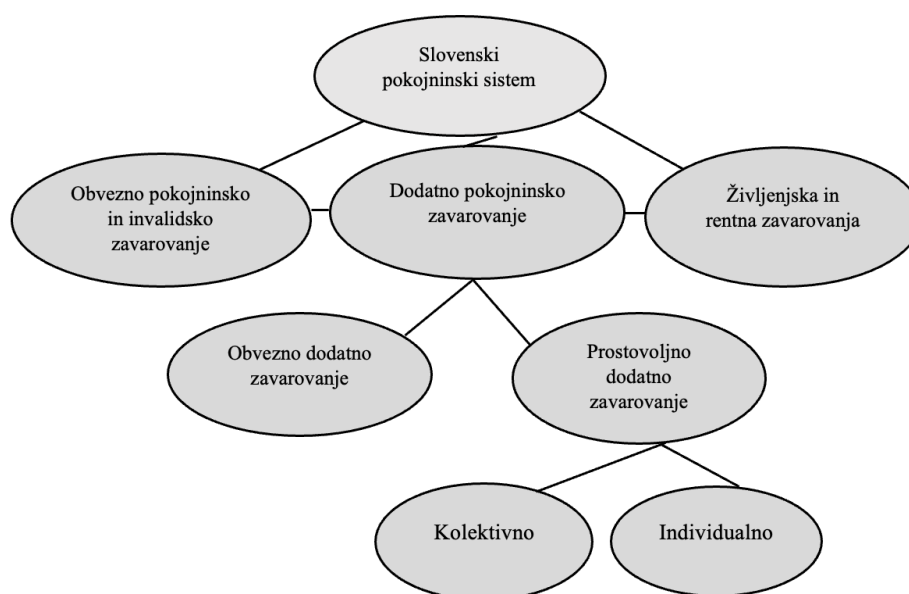 Slovenski
pokojninski sistem
Obvezno pokojninsko
in invalidsko
zavarovanje
Dodatno pokojninsko
zavarovanje
Življenjska in
rentna zavarovanja
Obvezno dodatno
zavarovanje
Prostovoljno
dodatno
zavarovanje
Kolektivno
Individualno